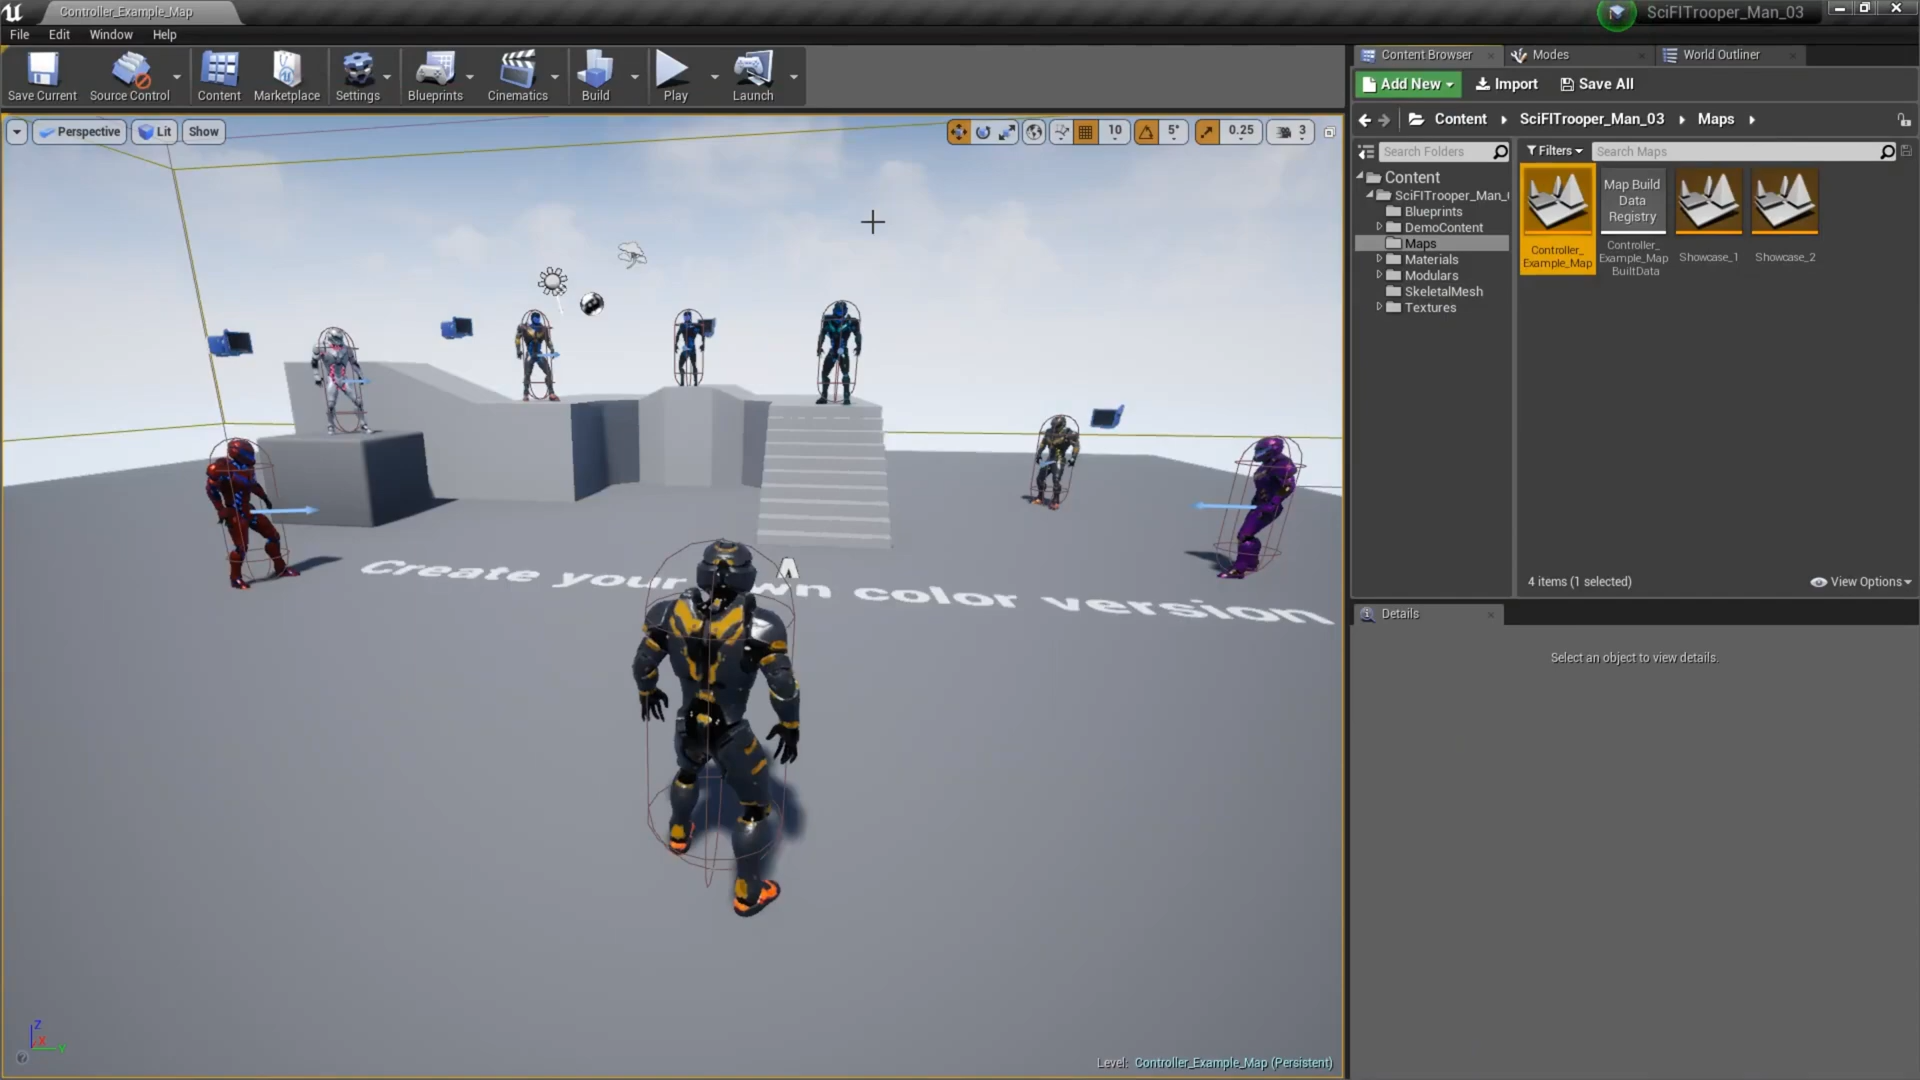 Controller_Example_Map
SciFITrooper_Man_03
File Edit Window Help
Save Current
Source Control
Content
Marketplace
Settings
Blueprints
Cinematics
Build
Play
Launch
Perspective
Lit
Show
10
5°
0.25
3
Create your own color version
Level: Controller_Example_Map (Persistent)
Z
X
Y
Content Browser
Modes
World Outliner
Add New
Import
Save All
Content
SciFITrooper_Man_03
Maps
Search Folders
Filters
Search Maps
Content
SciFITrooper_Man_
Blueprints
DemoContent
Maps
Materials
Modulars
SkeletalMesh
Textures
Controller_
Example_Map
Map Build
Data
Registry
Controller_
Example_Map
BuiltData
Showcase_1
Showcase_2
4 items (1 selected)
View Options
Details
Select an object to view details.